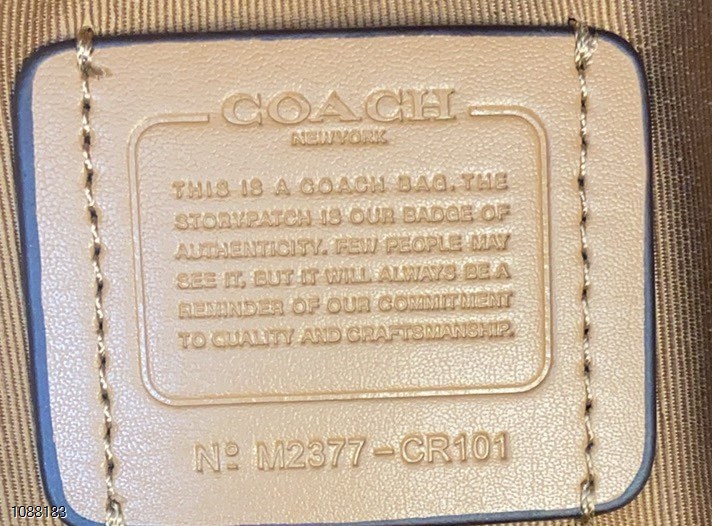 COACH
NEW YORK
THIS IS A COACH BAG. THE
STORYPATCH IS OUR BADGE OF
AUTHENTICITY. FEW PEOPLE MAY
SEE IT, BUT IT WILL ALWAYS BE A
REMINDER OF OUR COMMITMENT
TO QUALITY AND CRAFTSMANSHIP.
Nº M2377-CR101
1088183